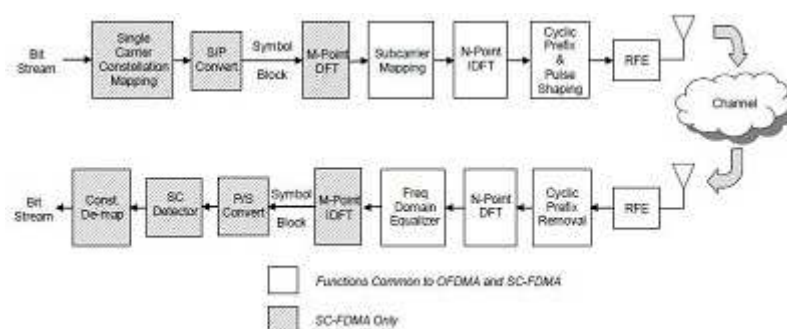 Bit
Stream
Single
Carrier
Constellation
Mapping
S/P
Convert
Symbol
Block
M-Point
DFT
Subcarrier
Mapping
N-Point
IDFT
Cyclic
Prefix
&
Pulse
Shaping
RFE
Channel
Bit
Stream
Const.
De-map
SC
Detector
P/S
Convert
Symbol
Block
M-Point
IDFT
Freq
Domain
Equalizer
N-Point
DFT
Cyclic
Prefix
Removal
RFE
Functions Common to OFDMA and SC-FDMA
SC-FDMA Only